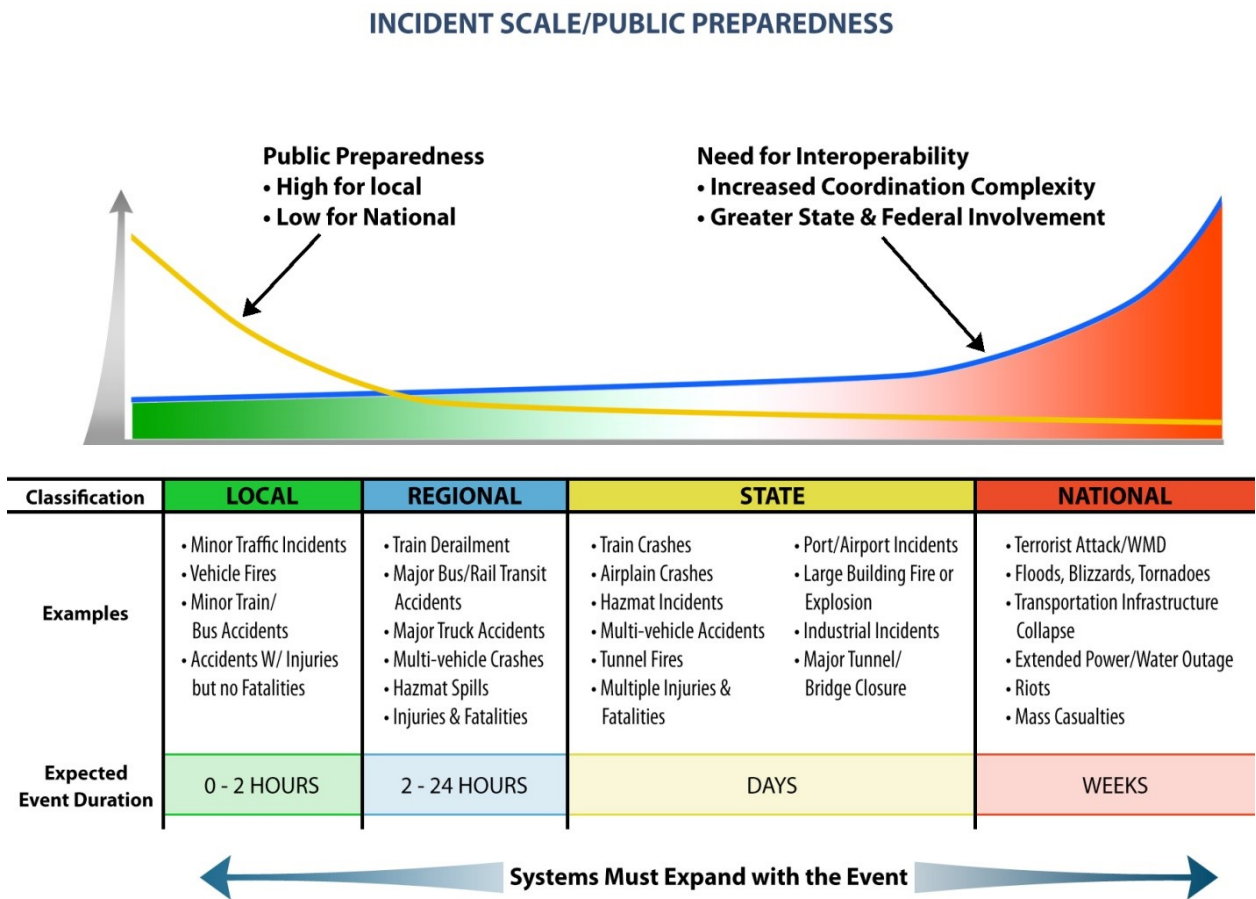 INCIDENT SCALE/PUBLIC PREPAREDNESS
Public Preparedness
• High for local
• Low for National
Need for Interoperability
• Increased Coordination Complexity
• Greater State & Federal Involvement
Classification
LOCAL
REGIONAL
STATE
NATIONAL
Examples
• Minor Traffic Incidents
• Vehicle Fires
• Minor Train/
Bus Accidents
• Accidents W/ Injuries
but no Fatalities
• Train Derailment
• Major Bus/Rail Transit
Accidents
• Major Truck Accidents
• Multi-vehicle Crashes
• Hazmat Spills
• Injuries & Fatalities
• Train Crashes
• Airplain Crashes
• Hazmat Incidents
• Multi-vehicle Accidents
• Tunnel Fires
• Multiple Injuries &
Fatalities
• Port/Airport Incidents
• Large Building Fire or
Explosion
• Industrial Incidents
• Major Tunnel/
Bridge Closure
• Terrorist Attack/WMD
• Floods, Blizzards, Tornadoes
• Transportation Infrastructure
Collapse
• Extended Power/Water Outage
• Riots
• Mass Casualties
Expected
Event Duration
0 - 2 HOURS
2 - 24 HOURS
DAYS
WEEKS
Systems Must Expand with the Event